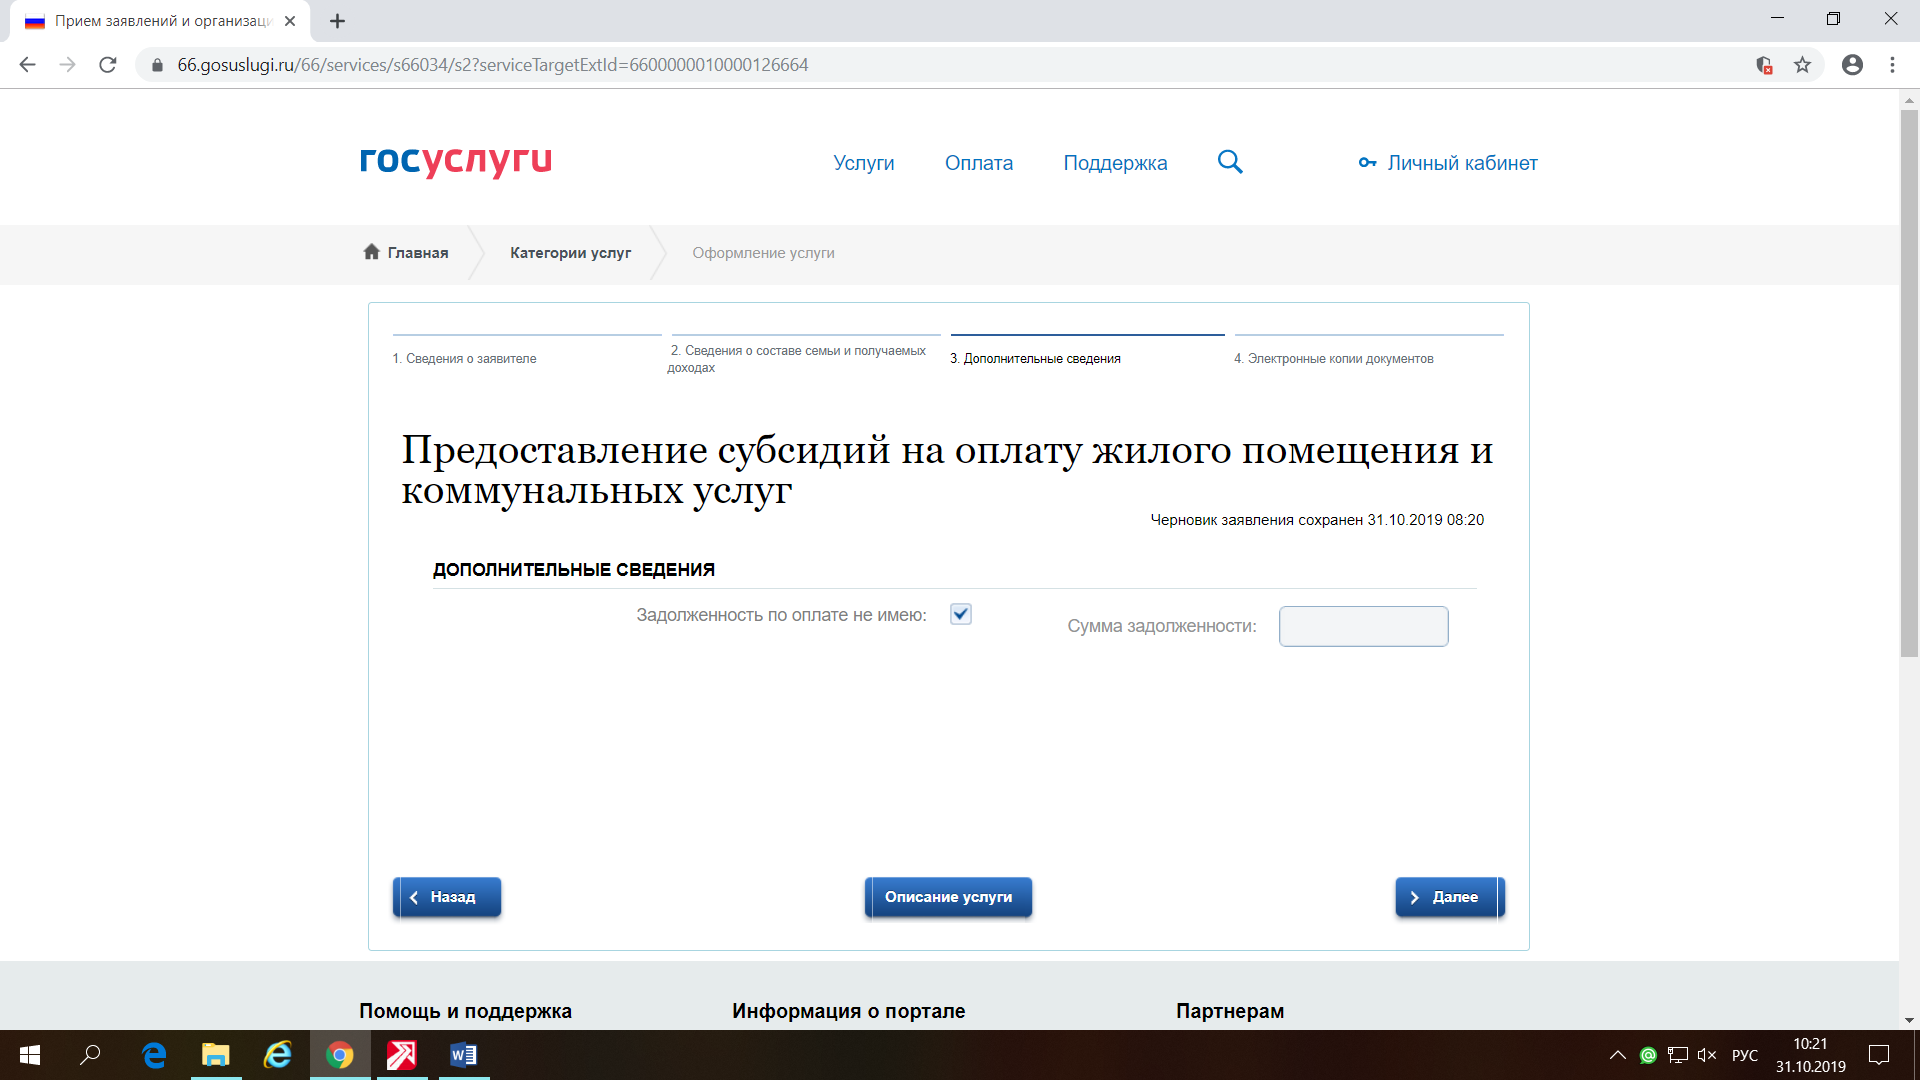 Прием заявлений и организаци
66.gosuslugi.ru/66/services/s66034/s2?serviceTargetExtId=6600000010000126664
госуслуги
Услуги Оплата Поддержка Личный кабинет
Главная Категории услуг Оформление услуги
1. Сведения о заявителе
2. Сведения о составе семьи и получаемых
доходах
3. Дополнительные сведения
4. Электронные копии документов
Предоставление субсидий на оплату жилого помещения и
коммунальных услуг
Черновик заявления сохранен 31.10.2019 08:20
ДОПОЛНИТЕЛЬНЫЕ СВЕДЕНИЯ
Задолженность по оплате не имею:
Сумма задолженности:
Назад Описание услуги Далее
Помощь и поддержка Информация о портале Партнерам
РУС
10:21
31.10.2019